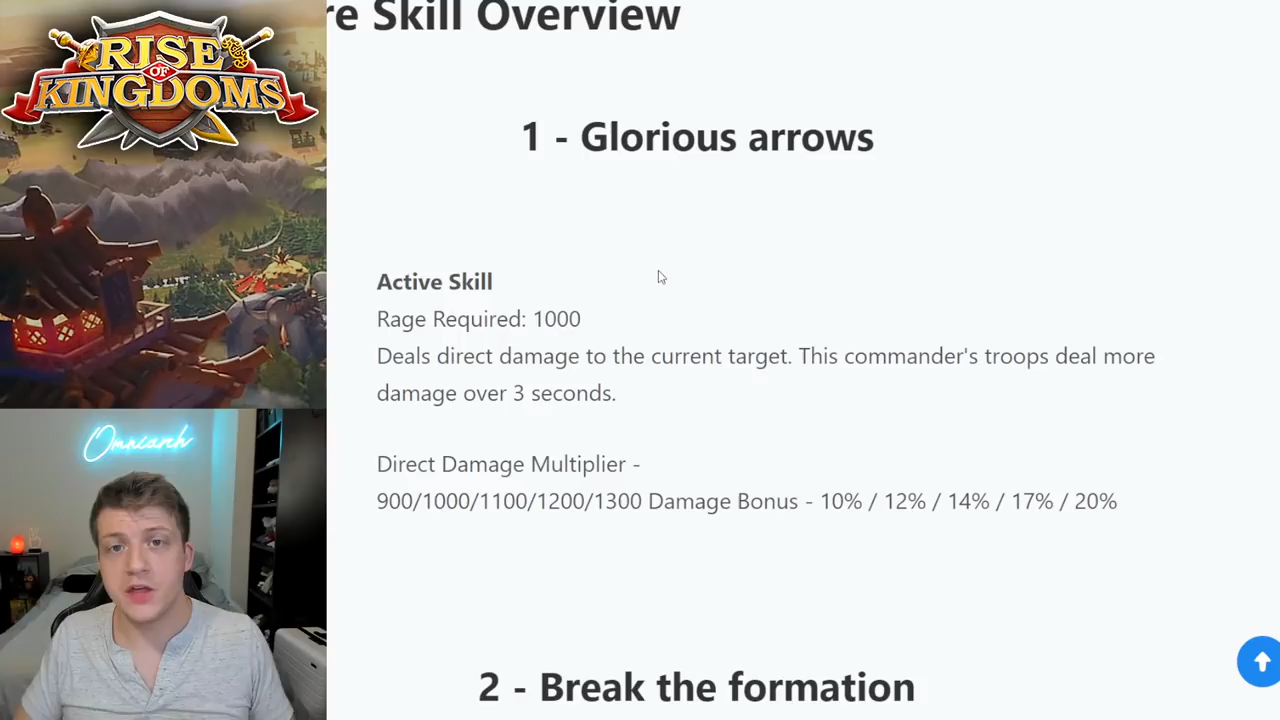 RISE
OF
KINGDOMS
re Skill Overview
1 - Glorious arrows
Active Skill
Rage Required: 1000
Deals direct damage to the current target. This commander's troops deal more
damage over 3 seconds.
Direct Damage Multiplier -
900/1000/1100/1200/1300 Damage Bonus - 10% / 12% / 14% / 17% / 20%
Omniarch
2 - Break the formation